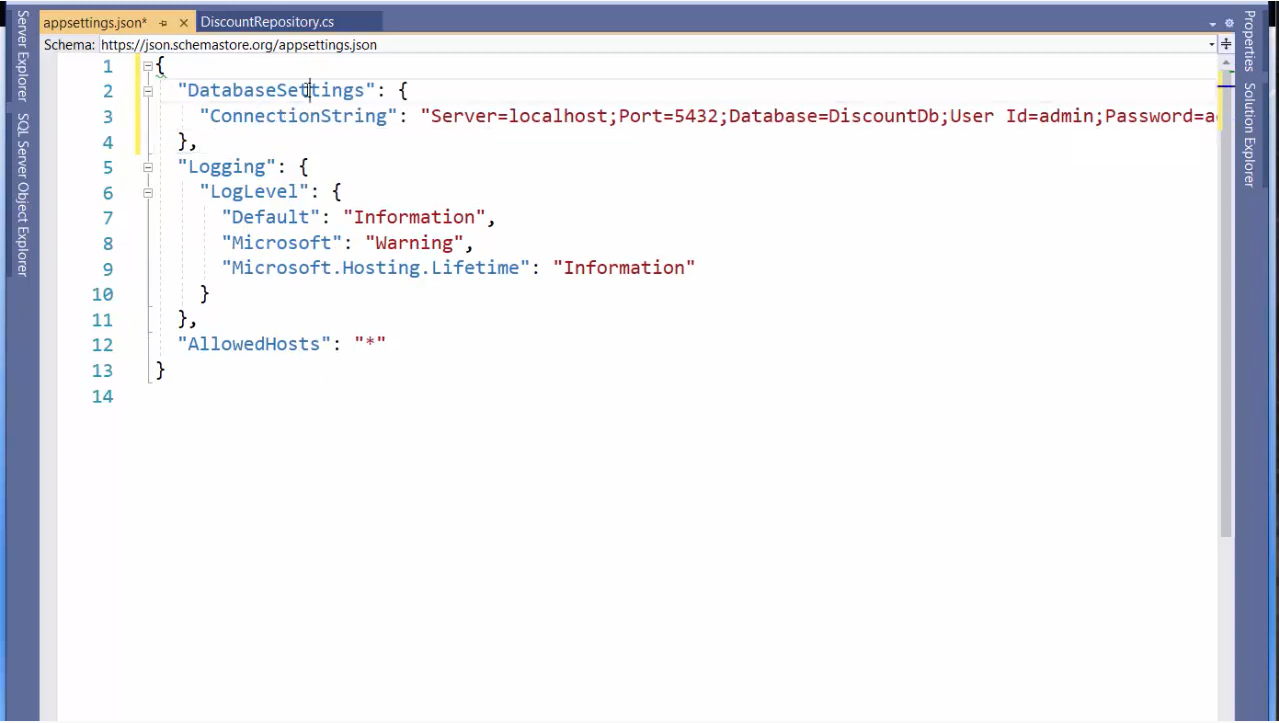 appsettings.json*
DiscountRepository.cs
Schema: https://json.schemastore.org/appsettings.json
1 {
2 "DatabaseSettings": {
3 "ConnectionString": "Server=localhost;Port=5432;Database=DiscountDb;User Id=admin;Password=a
4 },
5 "Logging": {
6 "LogLevel": {
7 "Default": "Information",
8 "Microsoft": "Warning",
9 "Microsoft.Hosting.Lifetime": "Information"
10 }
11 },
12 "AllowedHosts": "*"
13 }
14
Server Explorer
SQL Server Object Explorer
Properties
Solution Explorer